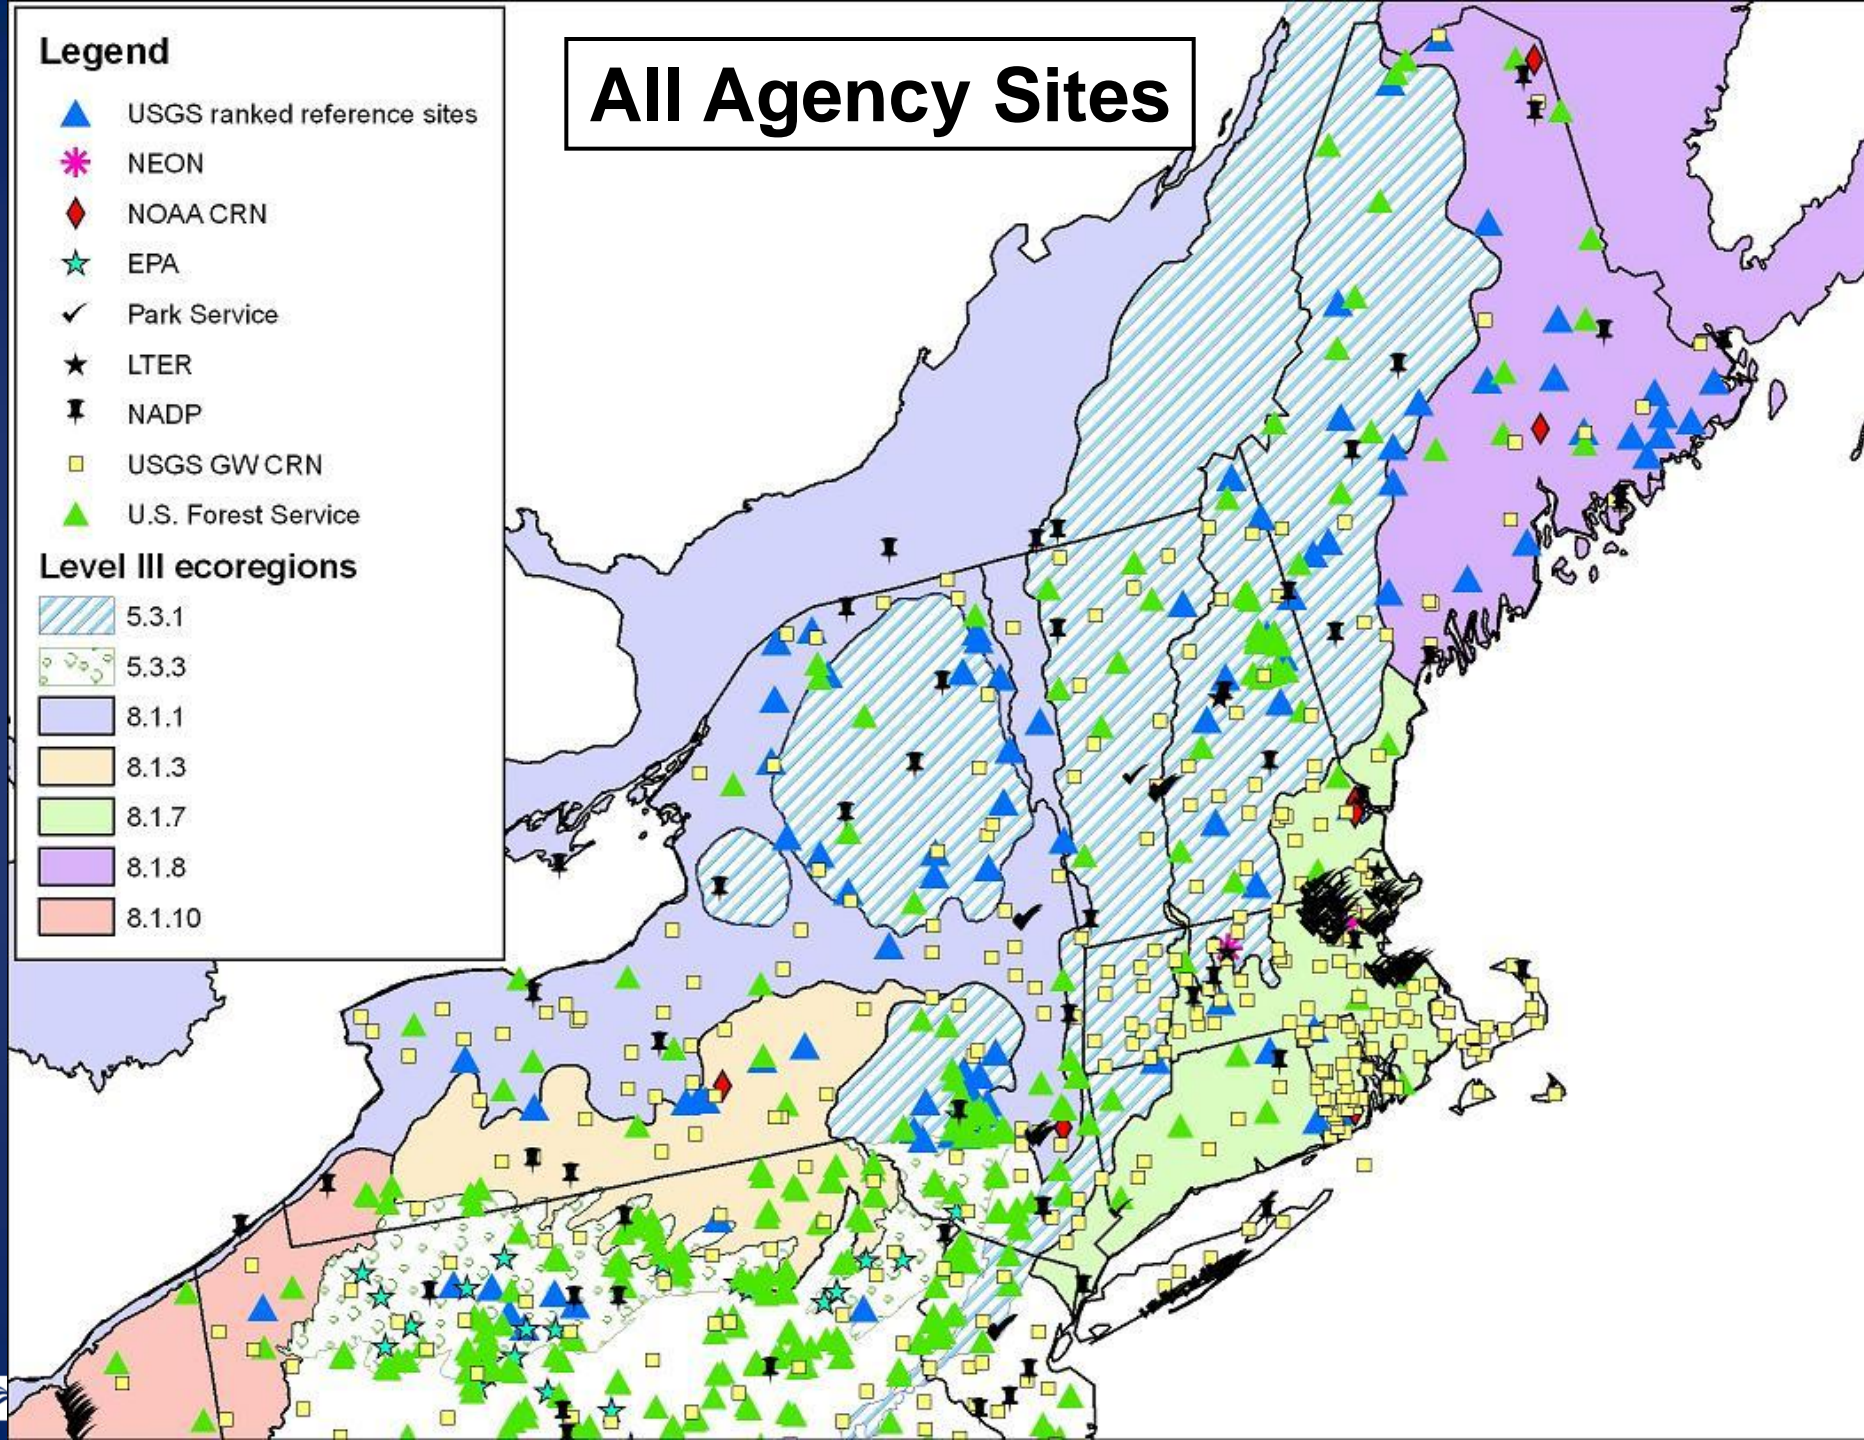 All Agency Sites
Legend
USGS ranked reference sites
NEON
NOAA CRN
EPA
Park Service
LTER
NADP
USGS GW CRN
U.S. Forest Service
Level III ecoregions
5.3.1
5.3.3
8.1.1
8.1.3
8.1.7
8.1.8
8.1.10